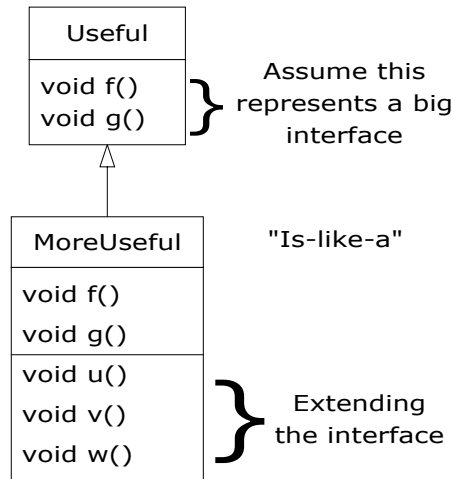 Useful
void f()
void g()
Assume this
represents a big
interface
MoreUseful
"Is-like-a"
void f()
void g()
void u()
void v()
void w()
Extending
the interface